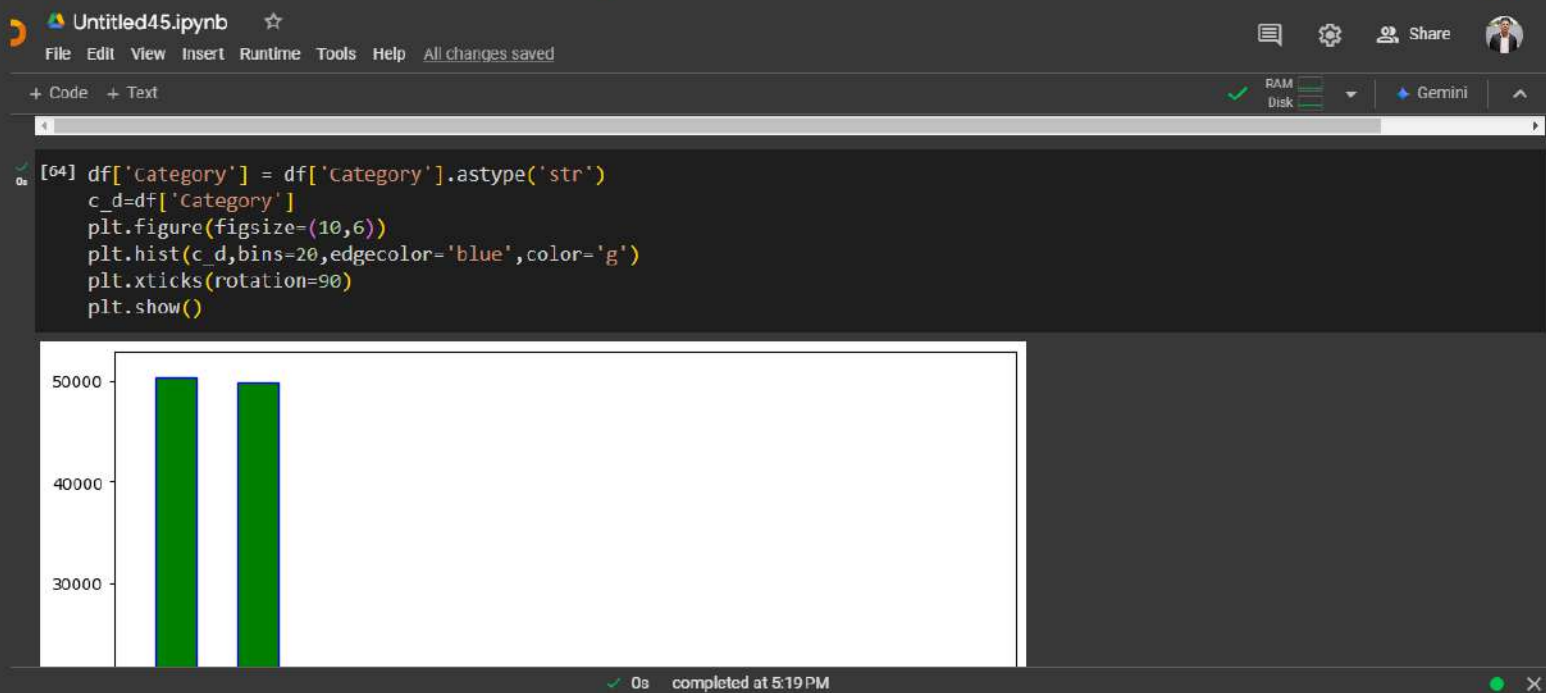 Untitled45.ipynb
File Edit View Insert Runtime Tools Help All changes saved
Share
+ Code + Text
RAM
Disk
Gemini
0s
[64] df['Category'] = df['Category'].astype('str')
c_d=df['Category']
plt.figure(figsize=(10,6))
plt.hist(c_d,bins=20,edgecolor='blue',color='g')
plt.xticks(rotation=90)
plt.show()
50000
40000
30000
0s completed at 5:19 PM